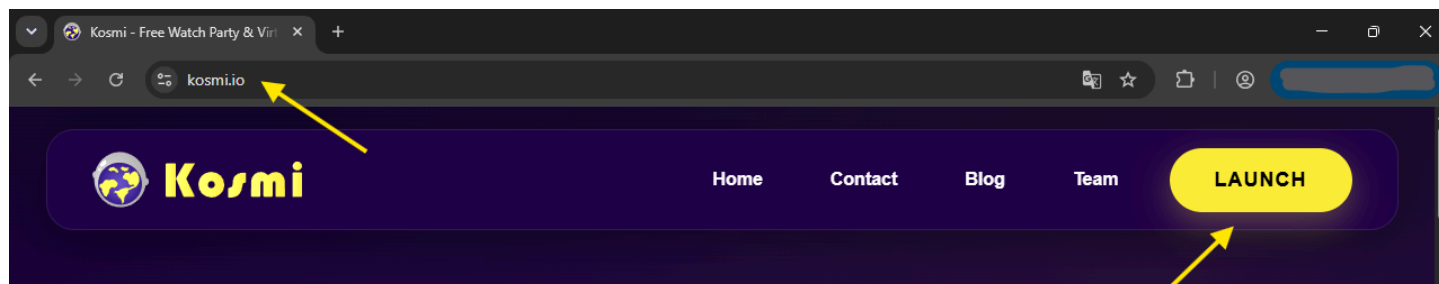 Kosmi - Free Watch Party & Virt
kosmi.io
Kosmi
Home Contact Blog Team LAUNCH